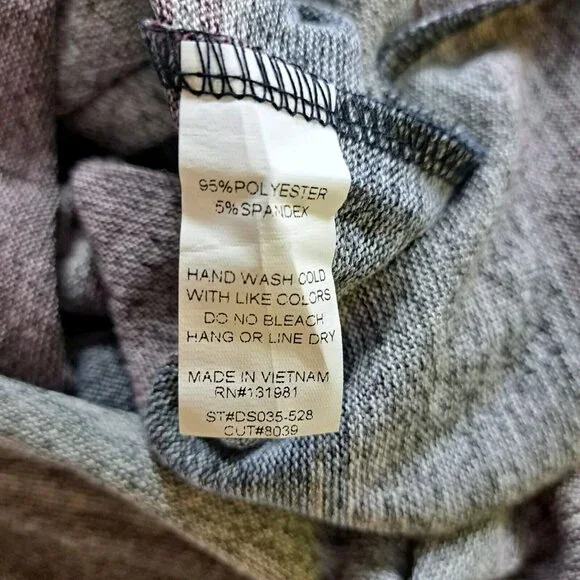 95%POLYESTER
5%SPANDEX
HAND WASH COLD
WITH LIKE COLORS
DO NO BLEACH
HANG OR LINE DRY
MADE IN VIETNAM
RN#131981
ST#DS035-528
CUT#8039